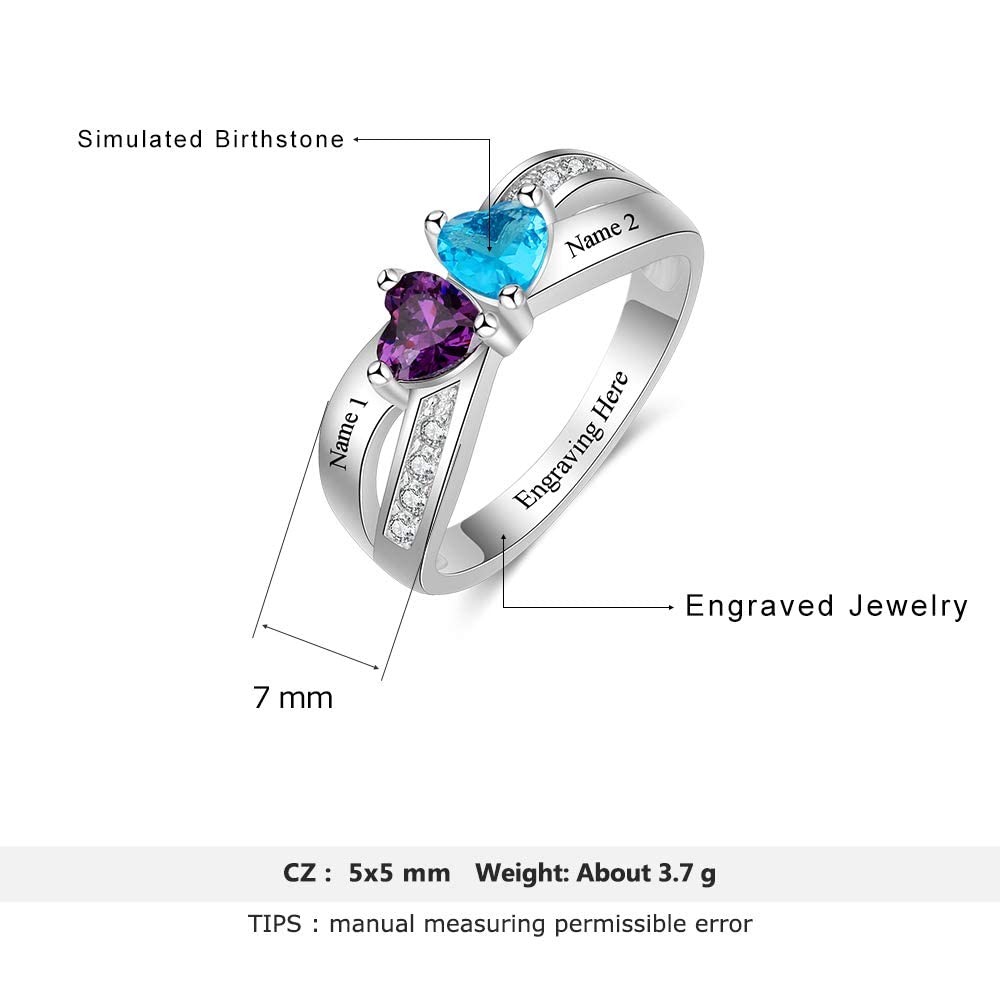 Simulated Birthstone
Name 2
Name 1
Engraving Here
Engraved Jewelry
7 mm
CZ : 5x5 mm Weight: About 3.7 g
TIPS : manual measuring permissible error